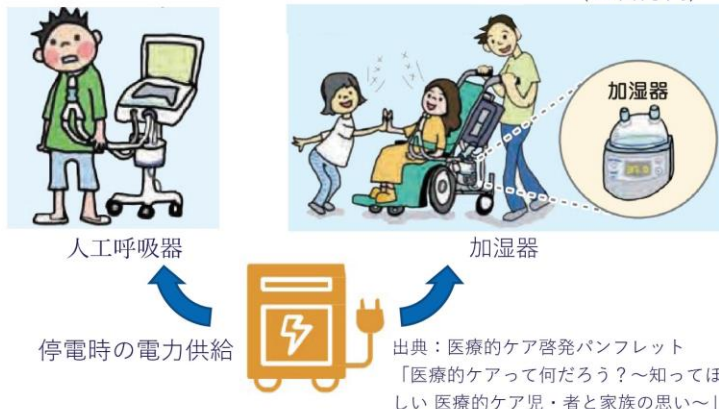 加湿器
人工呼吸器
加湿器
停電時の電力供給
出典：医療的ケア啓発パンフレット
「医療的ケアって何だろう？～知ってほ
しい 医療的ケア児・者と家族の思い～」